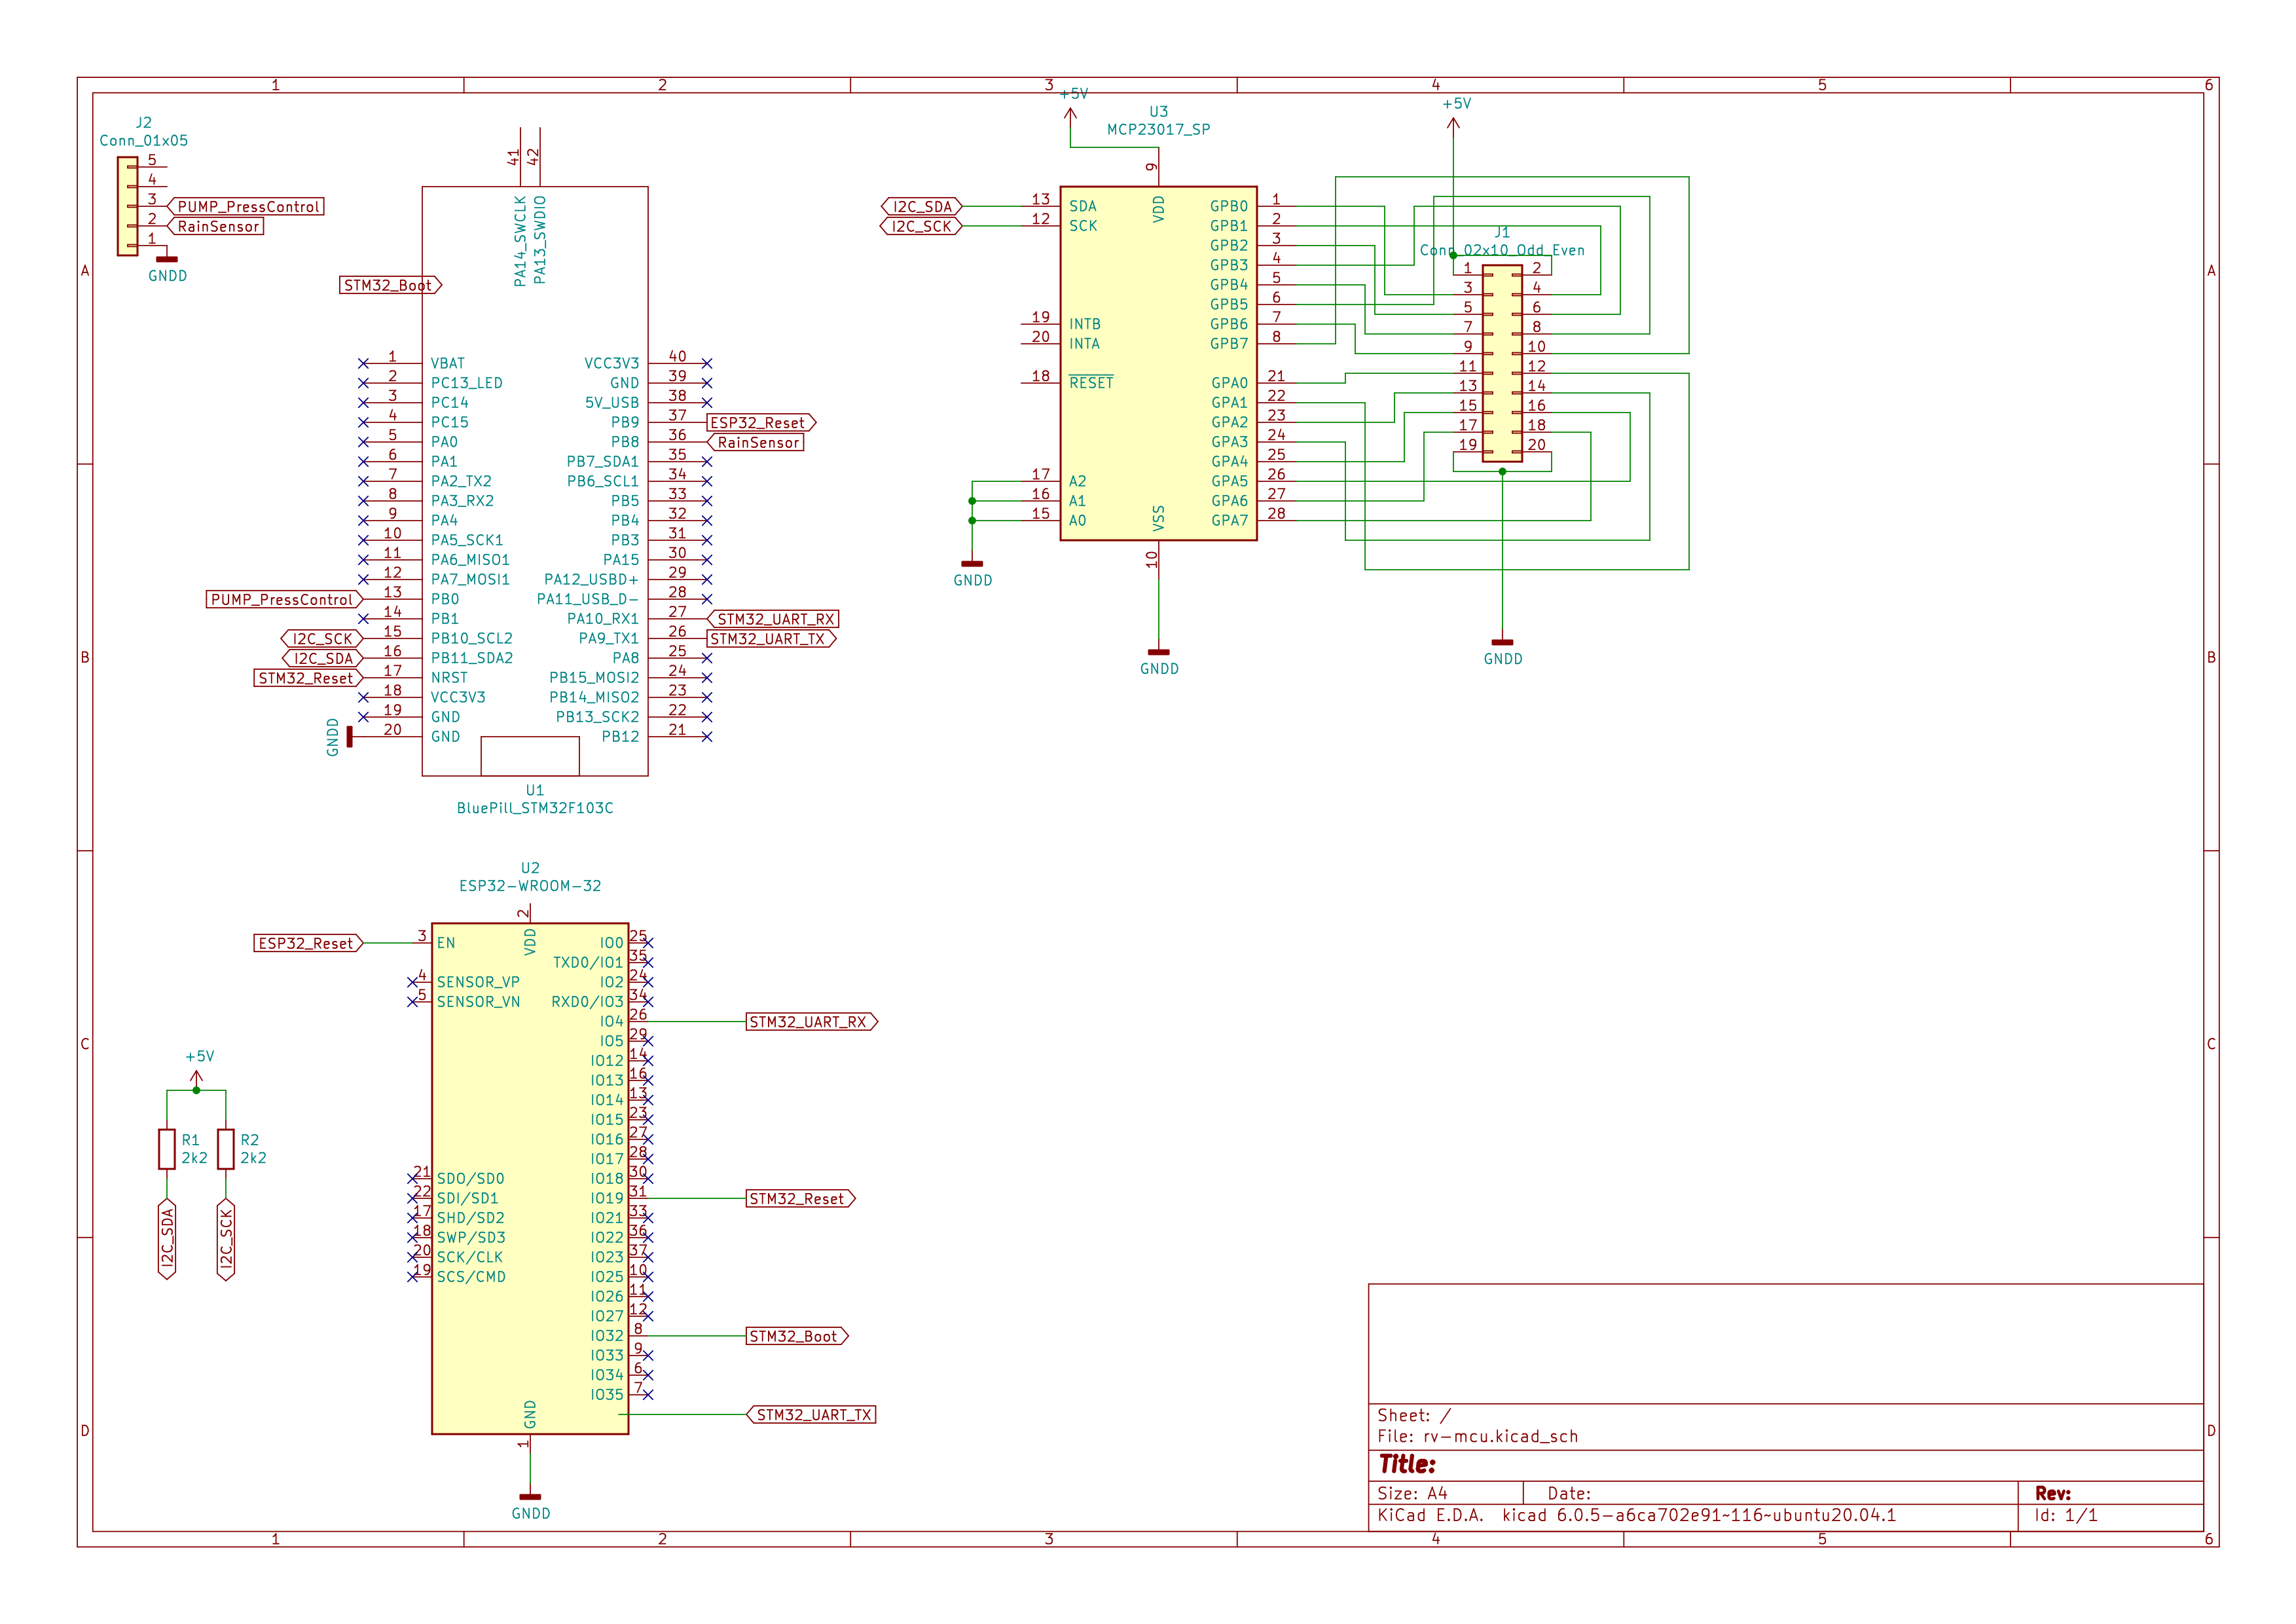 1 2 3 4 5 6
A
B
C
D
J2
Conn_01x05
5
4
3 PUMP_PressControl
2 RainSensor
1
GNDD
41 42
PA14_SWCLK
PA13_SWDIO
STM32_Boot
1 VBAT VCC3V3 40
2 PC13_LED GND 39
3 PC14 5V_USB 38
4 PC15 PB9 37 ESP32_Reset
5 PA0 PB8 36 RainSensor
6 PA1 PB7_SDA1 35
7 PA2_TX2 PB6_SCL1 34
8 PA3_RX2 PB5 33
9 PA4 PB4 32
10 PA5_SCK1 PB3 31
11 PA6_MISO1 PA15 30
12 PA7_MOSI1 PA12_USBD+ 29
PUMP_PressControl 13 PB0 PA11_USB_D- 28
14 PB1 PA10_RX1 27 STM32_UART_RX
I2C_SCK 15 PB10_SCL2 PA9_TX1 26 STM32_UART_TX
I2C_SDA 16 PB11_SDA2 PA8 25
STM32_Reset 17 NRST PB15_MOSI2 24
18 VCC3V3 PB14_MISO2 23
19 GND PB13_SCK2 22
GNDD 20 GND PB12 21
U1
BluePill_STM32F103C
+5V
U3
MCP23017_SP
9
VDD
I2C_SDA 13 SDA GPB0 1
I2C_SCK 12 SCK GPB1 2
GPB2 3
GPB3 4
GPB4 5
GPB5 6
19 INTB GPB6 7
20 INTA GPB7 8
18 RESET GPA0 21
GPA1 22
GPA2 23
GPA3 24
GPA4 25
17 A2 GPA5 26
16 A1 GPA6 27
15 A0 GPA7 28
VSS
10
GNDD
GNDD
+5V
J1
Conn_02x10_Odd_Even
1 2
3 4
5 6
7 8
9 10
11 12
13 14
15 16
17 18
19 20
GNDD
U2
ESP32-WROOM-32
2
VDD
ESP32_Reset 3 EN IO0 25
TXD0/IO1 35
4 SENSOR_VP IO2 24
5 SENSOR_VN RXD0/IO3 34
IO4 26 STM32_UART_RX
IO5 29
IO12 14
IO13 16
IO14 13
IO15 23
IO16 27
IO17 28
21 SDO/SD0 IO18 30
22 SDI/SD1 IO19 31 STM32_Reset
17 SHD/SD2 IO21 33
18 SWP/SD3 IO22 36
20 SCK/CLK IO23 37
19 SCS/CMD IO25 10
IO26 11
IO27 12
IO32 8 STM32_Boot
IO33 9
IO34 6
IO35 7
STM32_UART_TX
GND
1
GNDD
+5V
R1
2k2
R2
2k2
I2C_SDA
I2C_SCK
Sheet: /
File: rv-mcu.kicad_sch
Title:
Size: A4 Date: Rev:
KiCad E.D.A. kicad 6.0.5-a6ca702e91~116~ubuntu20.04.1 Id: 1/1
A
B
C
D
1 2 3 4 5 6